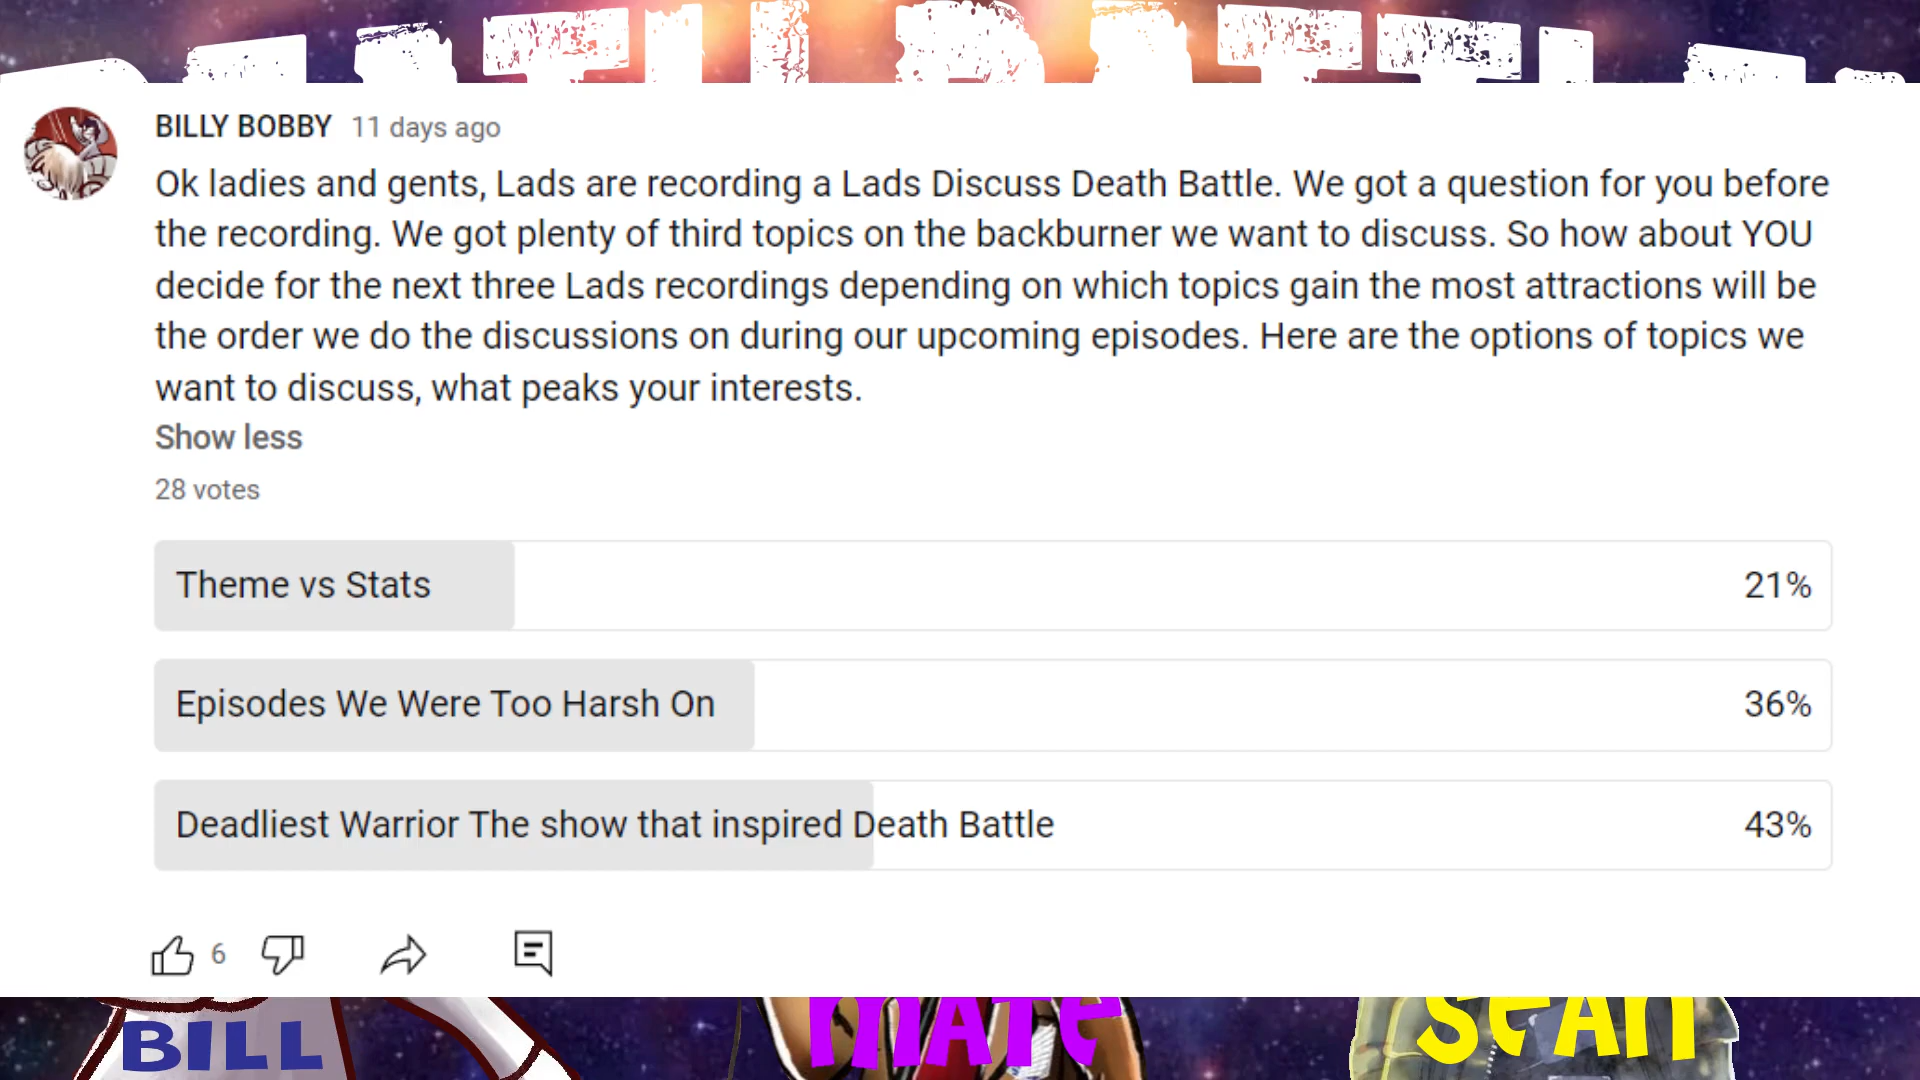 DEATH BATTLE
BILLY BOBBY 11 days ago
Ok ladies and gents, Lads are recording a Lads Discuss Death Battle. We got a question for you before
the recording. We got plenty of third topics on the backburner we want to discuss. So how about YOU
decide for the next three Lads recordings depending on which topics gain the most attractions will be
the order we do the discussions on during our upcoming episodes. Here are the options of topics we
want to discuss, what peaks your interests.
Show less
28 votes
Theme vs Stats 21%
Episodes We Were Too Harsh On 36%
Deadliest Warrior The show that inspired Death Battle 43%
6
BILL MATE SEAN